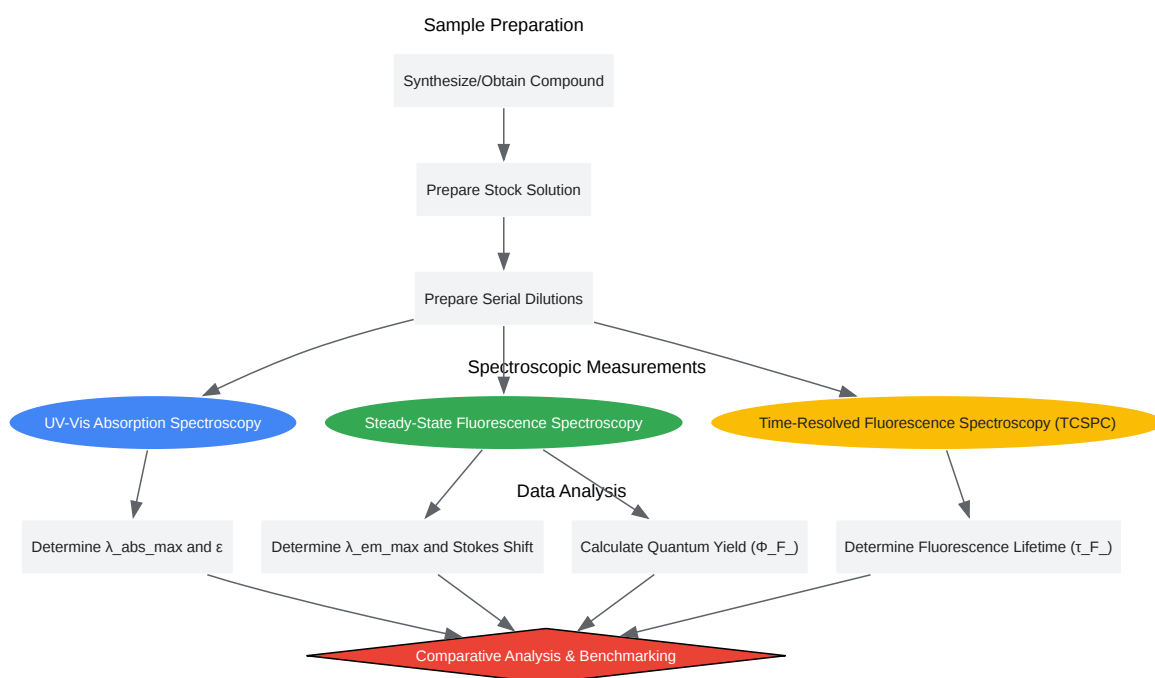 Sample Preparation
Synthesize/Obtain Compound
Prepare Stock Solution
Prepare Serial Dilutions
Spectroscopic Measurements
UV-Vis Absorption Spectroscopy
Steady-State Fluorescence Spectroscopy
Time-Resolved Fluorescence Spectroscopy (TCSPC)
Data Analysis
Determine λ_abs_max and ε
Determine λ_em_max and Stokes Shift
Calculate Quantum Yield (Φ_F_)
Determine Fluorescence Lifetime (τ_F_)
Comparative Analysis & Benchmarking